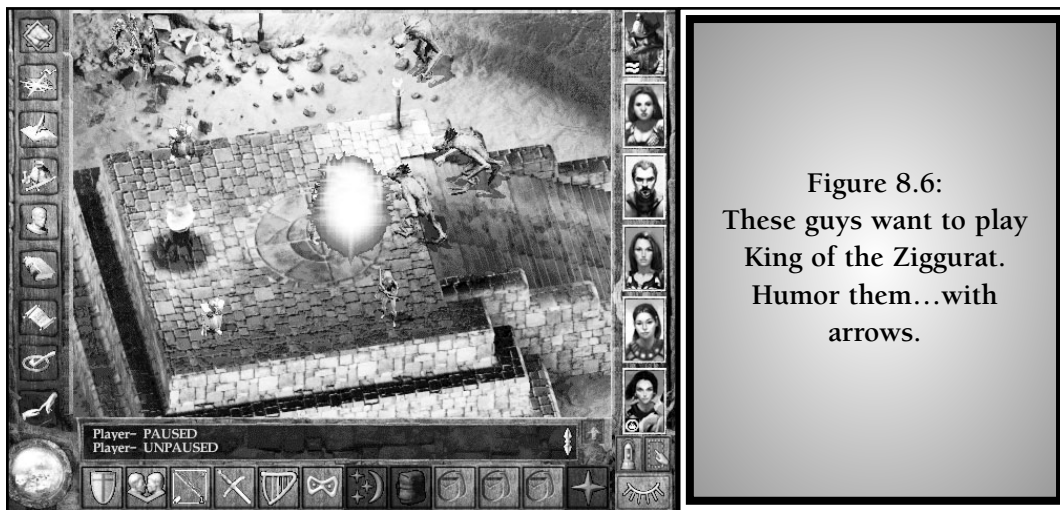 Player- PAUSED
Player- UNPAUSED
Figure 8.6:
These guys want to play
King of the Ziggurat.
Humor them…with
arrows.